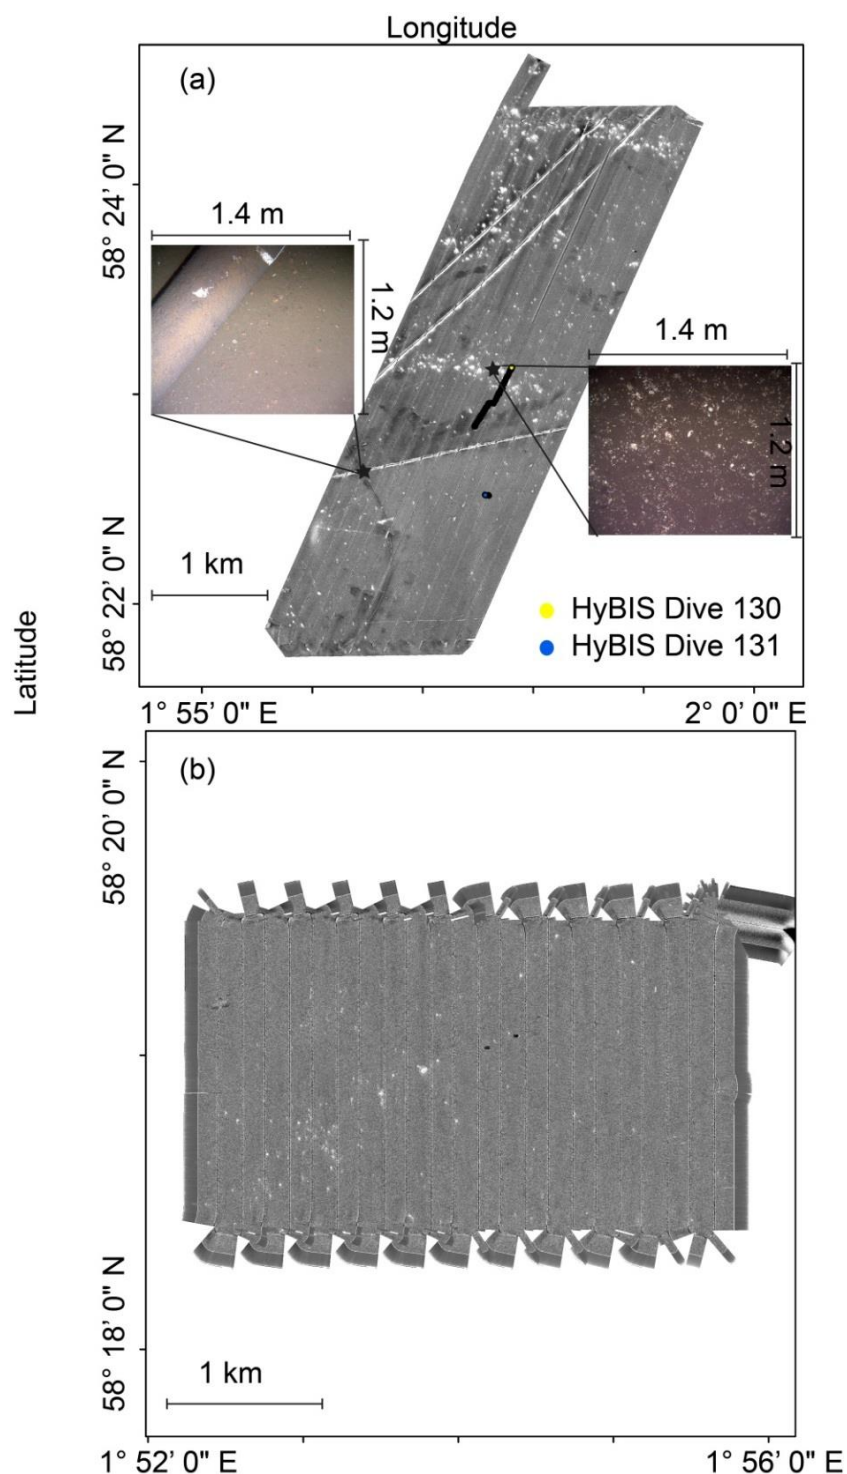 Longitude
(a)
58° 24' 0" N
1.4 m
1.2 m
1.4 m
1.2 m
1 km
58° 22' 0" N
HyBIS Dive 130
HyBIS Dive 131
Latitude
1° 55' 0" E
2° 0' 0" E
(b)
58° 20' 0" N
58° 18' 0" N
1 km
1° 52' 0" E
1° 56' 0" E